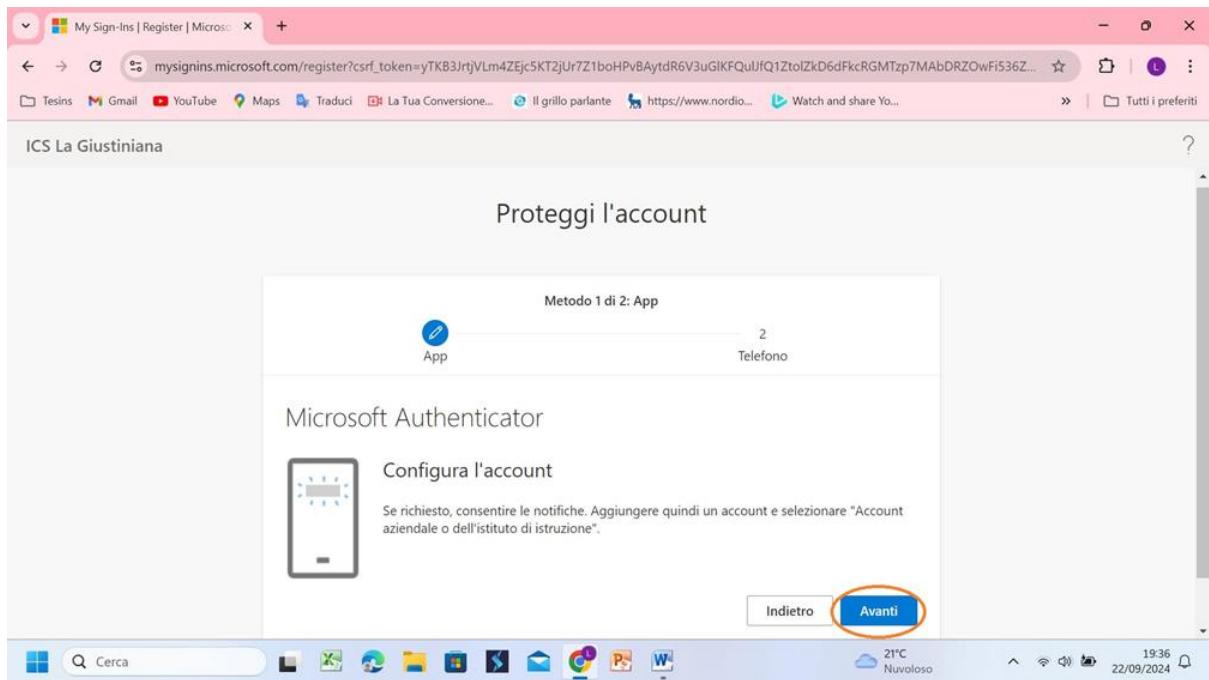 My Sign-Ins | Register | Microso
mysignins.microsoft.com/register?csrf_token=yTKB3JrtjVLm4ZEjc5KT2jUr7Z1boHPvBAytdR6V3uGlKFQulJfQ1ZtolZkD6dFkcRGMTzp7MAbDRZOwFi536Z...
L
Tesins Gmail YouTube Maps Traduci La Tua Conversione... Il grillo parlante https://www.nordio... Watch and share Yo... » Tutti i preferiti
ICS La Giustiniana ?
Proteggi l'account
Metodo 1 di 2: App
2
App Telefono
Microsoft Authenticator
Configura l'account
Se richiesto, consentire le notifiche. Aggiungere quindi un account e selezionare "Account
aziendale o dell'istituto di istruzione".
Indietro Avanti
Cerca
21°C
Nuvoloso
19:36
22/09/2024